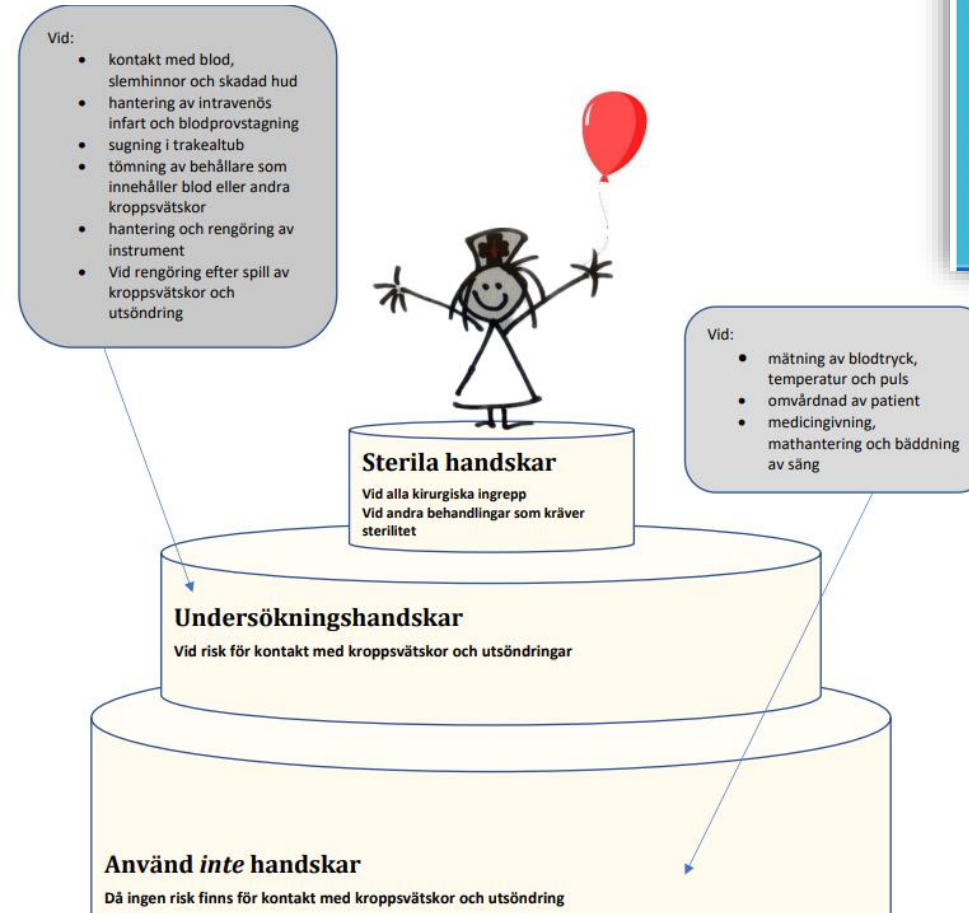 Vid:
• kontakt med blod,
slemhinnor och skadad hud
• hantering av intravenös
infart och blodprovstagning
• sugning i trakealtub
• tömning av behållare som
innehåller blod eller andra
kroppsvätskor
• hantering och rengöring av
instrument
• Vid rengöring efter spill av
kroppsvätskor och
utsöndring
Vid:
• mätning av blodtryck,
temperatur och puls
• omvårdnad av patient
• medicingivning,
mathantering och bäddning
av säng
Sterila handskar
Vid alla kirurgiska ingrepp
Vid andra behandlingar som kräver
sterilitet
Undersökningshandskar
Vid risk för kontakt med kroppsvätskor och utsöndringar
Använd inte handskar
Då ingen risk finns för kontakt med kroppsvätskor och utsöndring